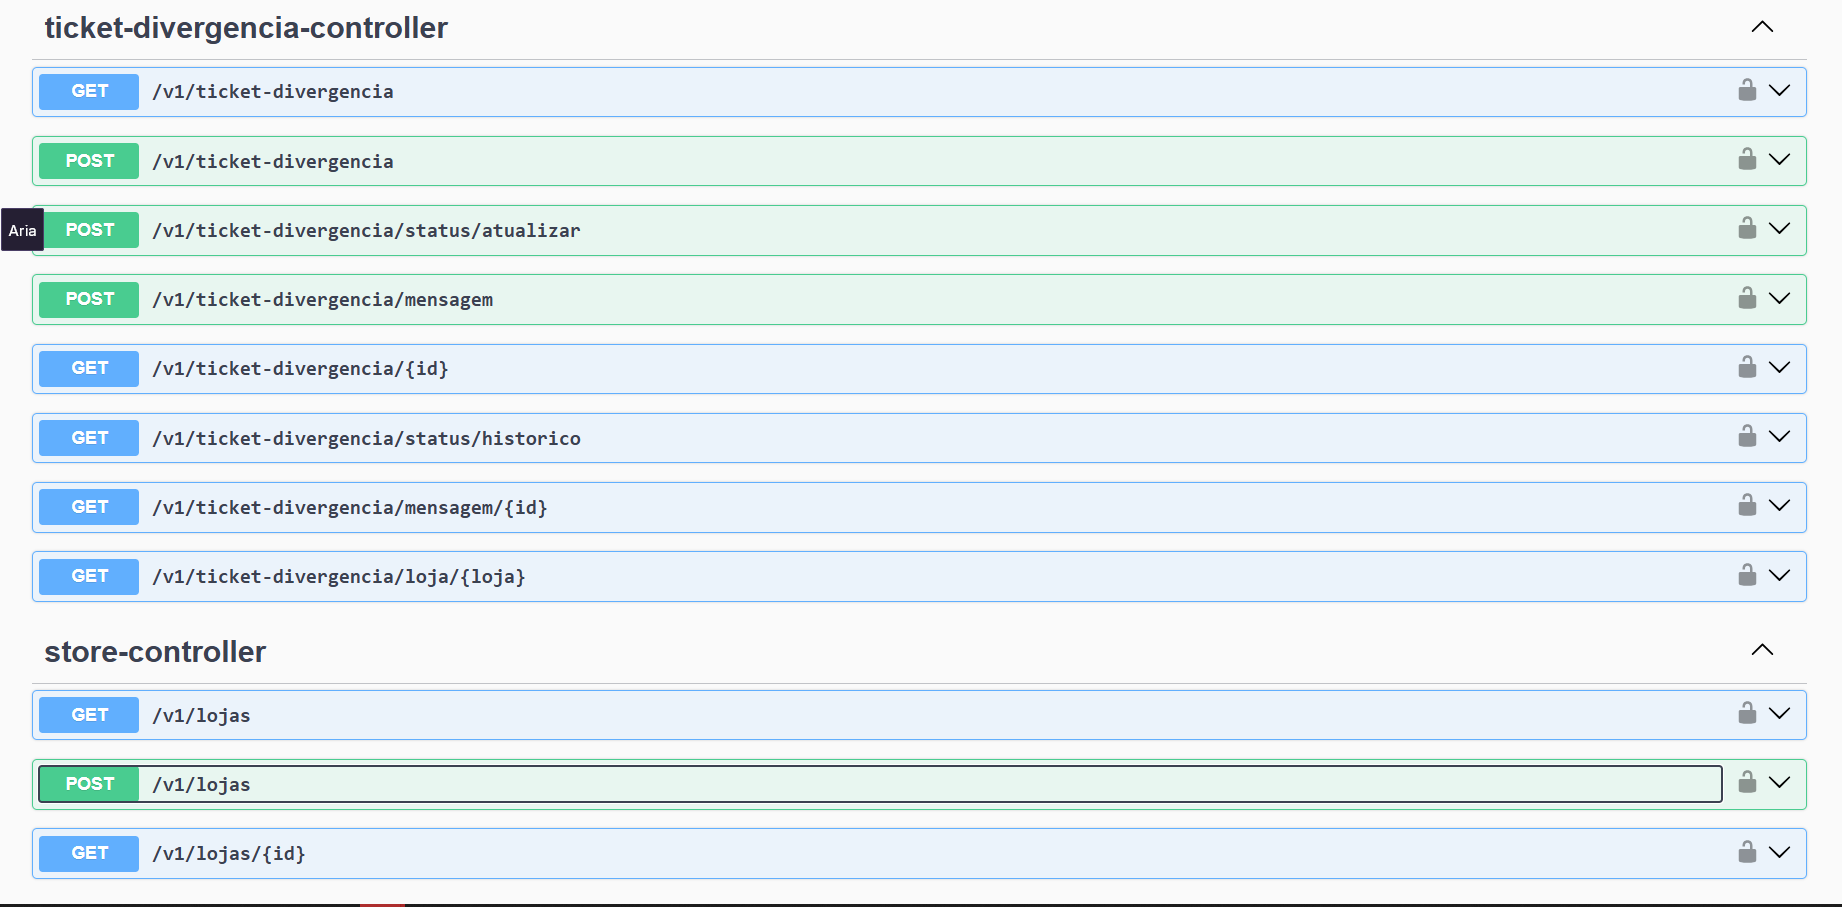 ticket-divergencia-controller
GET /v1/ticket-divergencia
POST /v1/ticket-divergencia
Aria
POST /v1/ticket-divergencia/status/atualizar
POST /v1/ticket-divergencia/mensagem
GET /v1/ticket-divergencia/{id}
GET /v1/ticket-divergencia/status/historico
GET /v1/ticket-divergencia/mensagem/{id}
GET /v1/ticket-divergencia/loja/{loja}
store-controller
GET /v1/lojas
POST /v1/lojas
GET /v1/lojas/{id}